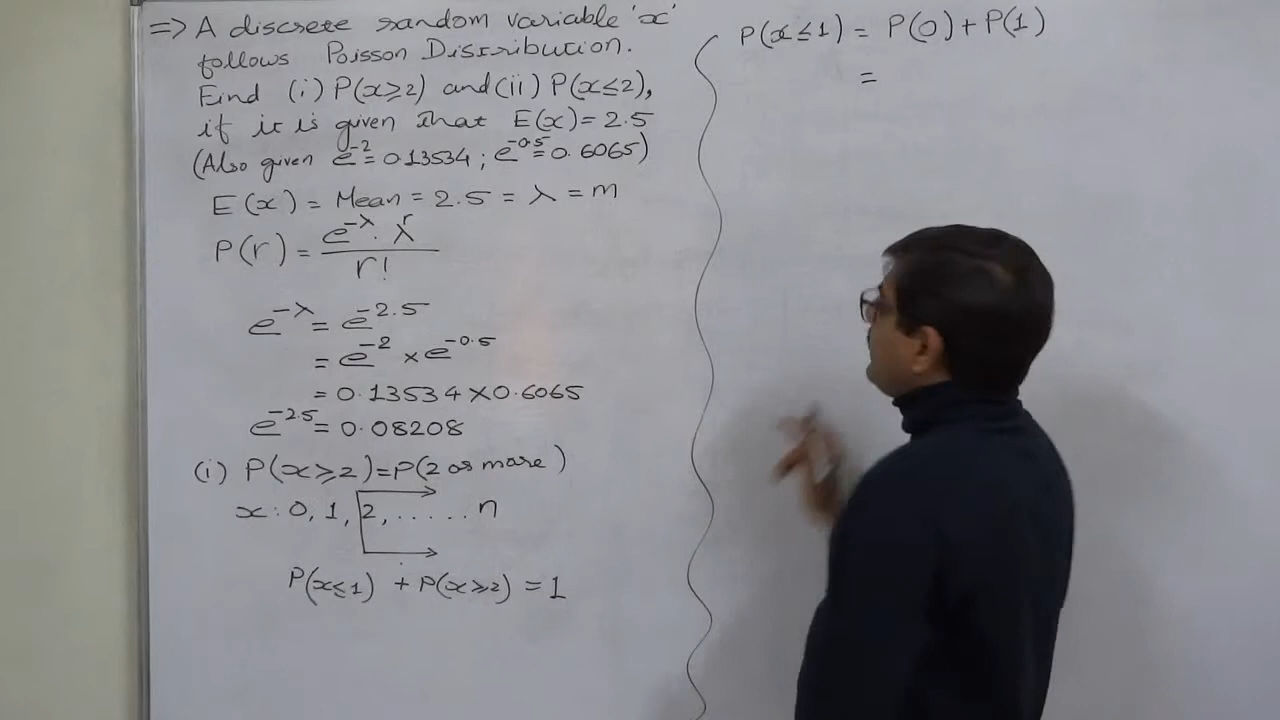 => A discrete random variable 'x'
follows Poisson Distribution.
Find (i) P(x≥2) and (ii) P(x≤2),
if it is given that E(x) = 2.5
(Also given e⁻² = 0.13534 ; e⁻⁰·⁵ = 0.6065)
E(x) = Mean = 2.5 = λ = m
P(r) = e^-λ . λ^r / r!
e^-λ = e^-2.5
= e^-2 × e^-0.5
= 0.13534 × 0.6065
e^-2.5 = 0.08208
(i) P(x≥2) = P(2 or more)
x : 0, 1, 2, ..... n
P(x≤1) + P(x≥2) = 1
P(x≤1) = P(0) + P(1)
=